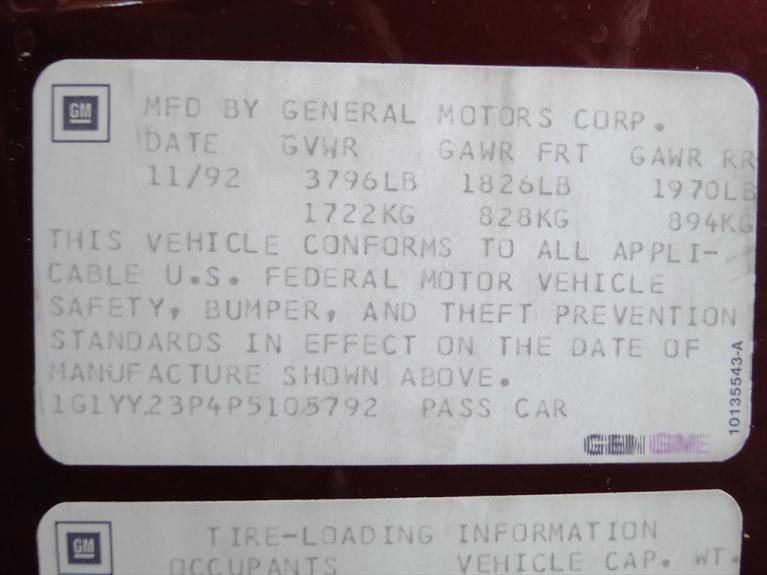 GM
MFD BY GENERAL MOTORS CORP.
DATE GVWR GAWR FRT GAWR RR
11/92 3796LB 1826LB 1970LB
1722KG 828KG 894KG
THIS VEHICLE CONFORMS TO ALL APPLI-
CABLE U.S. FEDERAL MOTOR VEHICLE
SAFETY, BUMPER, AND THEFT PREVENTION
STANDARDS IN EFFECT ON THE DATE OF
MANUFACTURE SHOWN ABOVE.
1G1YY23P4P5105792 PASS CAR
10135543-A
GM
TIRE-LOADING INFORMATION
OCCUPANTS VEHICLE CAP. WT.